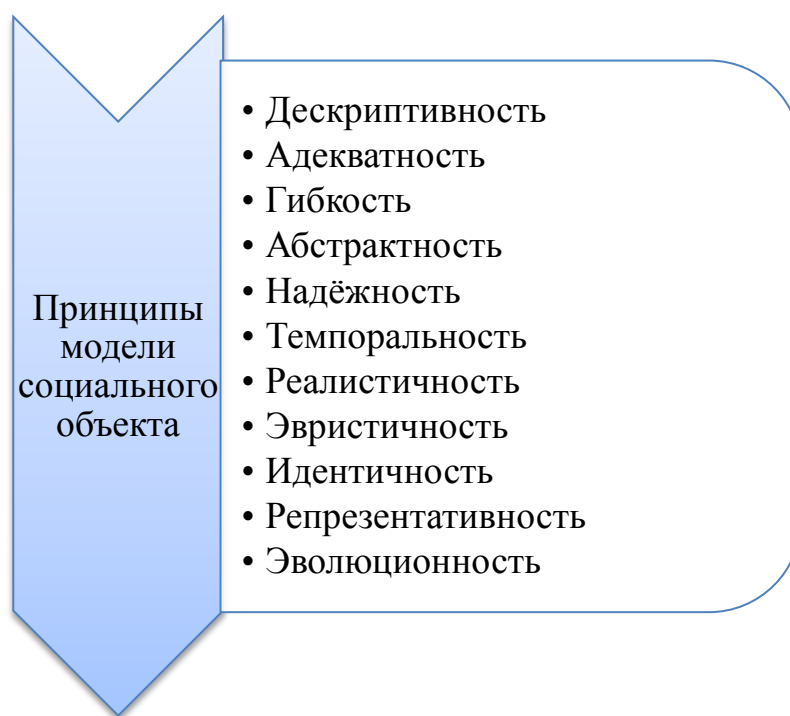 Принципы
модели
социального
объекта
• Дескриптивность
• Адекватность
• Гибкость
• Абстрактность
• Надёжность
• Темпоральность
• Реалистичность
• Эвристичность
• Идентичность
• Репрезентативность
• Эволюционность